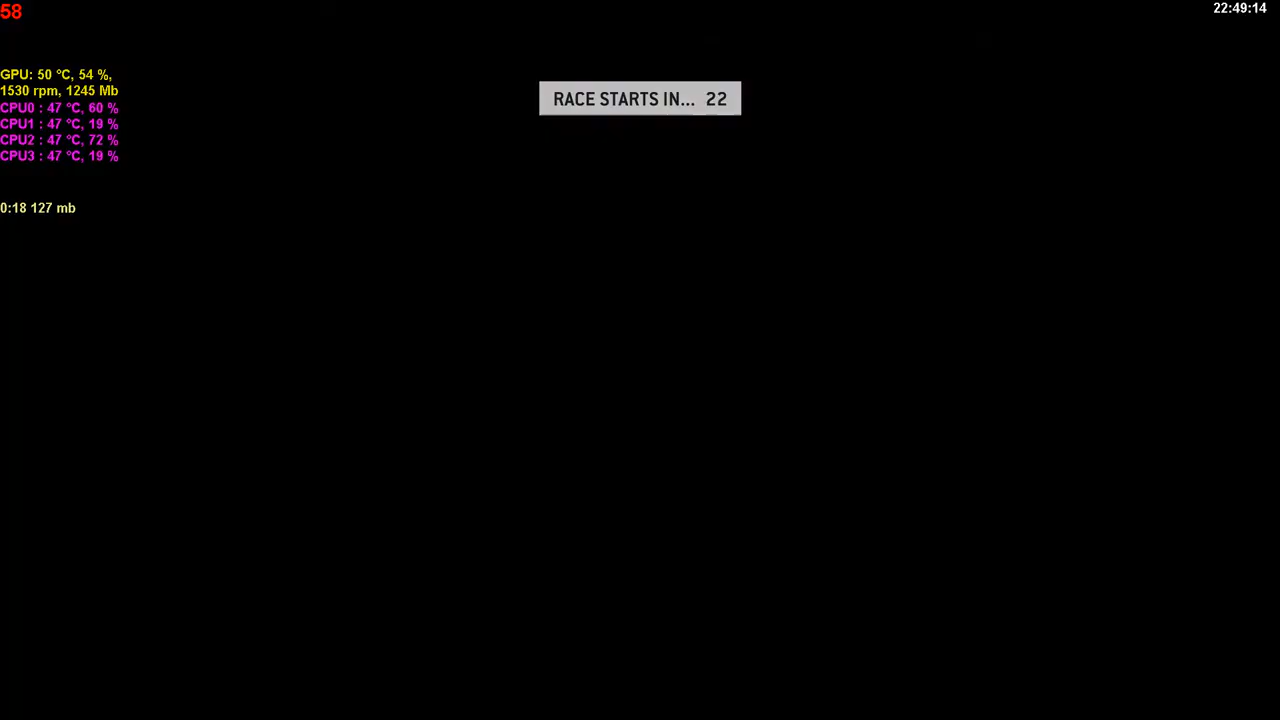 58
22:49:14
GPU: 50 °C, 54 %,
1530 rpm, 1245 Mb
RACE STARTS IN... 22
CPU0 : 47 °C, 60 %
CPU1 : 47 °C, 19 %
CPU2 : 47 °C, 72 %
CPU3 : 47 °C, 19 %
0:18 127 mb